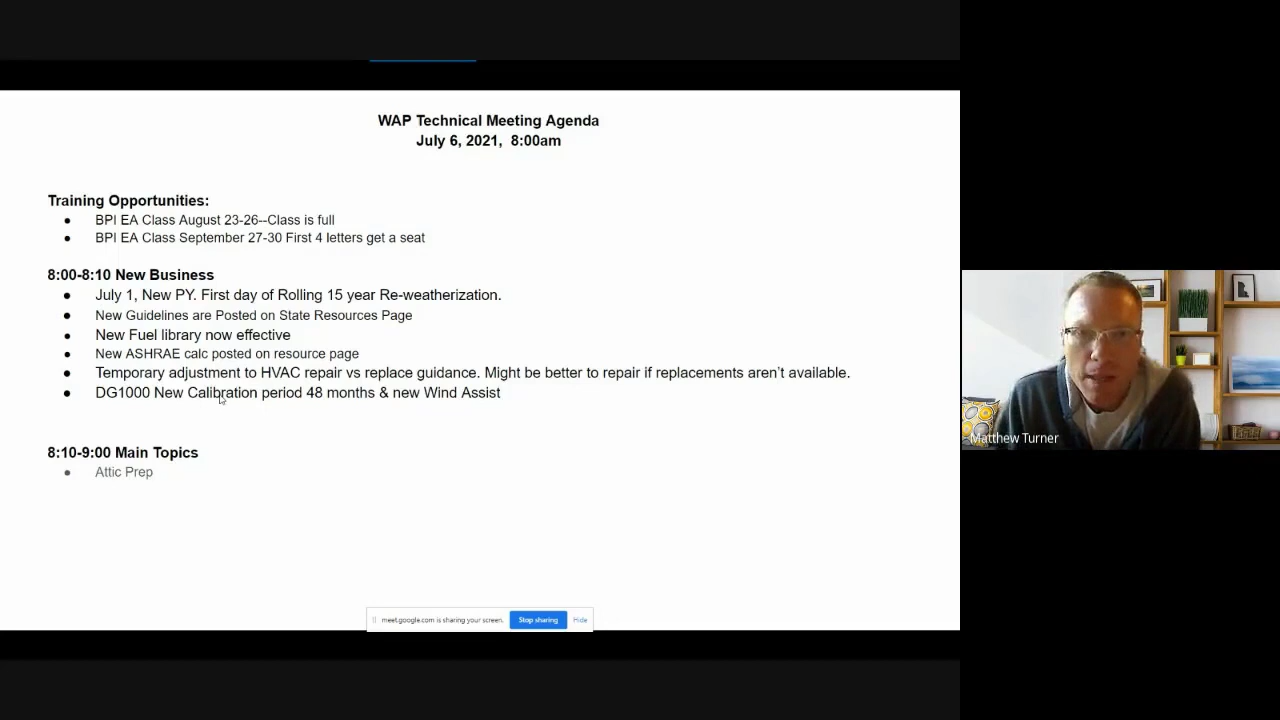 WAP Technical Meeting Agenda
July 6, 2021, 8:00am
Training Opportunities:
● BPI EA Class August 23-26--Class is full
● BPI EA Class September 27-30 First 4 letters get a seat
8:00-8:10 New Business
● July 1, New PY. First day of Rolling 15 year Re-weatherization.
● New Guidelines are Posted on State Resources Page
● New Fuel library now effective
● New ASHRAE calc posted on resource page
● Temporary adjustment to HVAC repair vs replace guidance. Might be better to repair if replacements aren't available.
● DG1000 New Calibration period 48 months & new Wind Assist
8:10-9:00 Main Topics
● Attic Prep
meet.google.com is sharing your screen. Stop sharing Hide
Matthew Turner